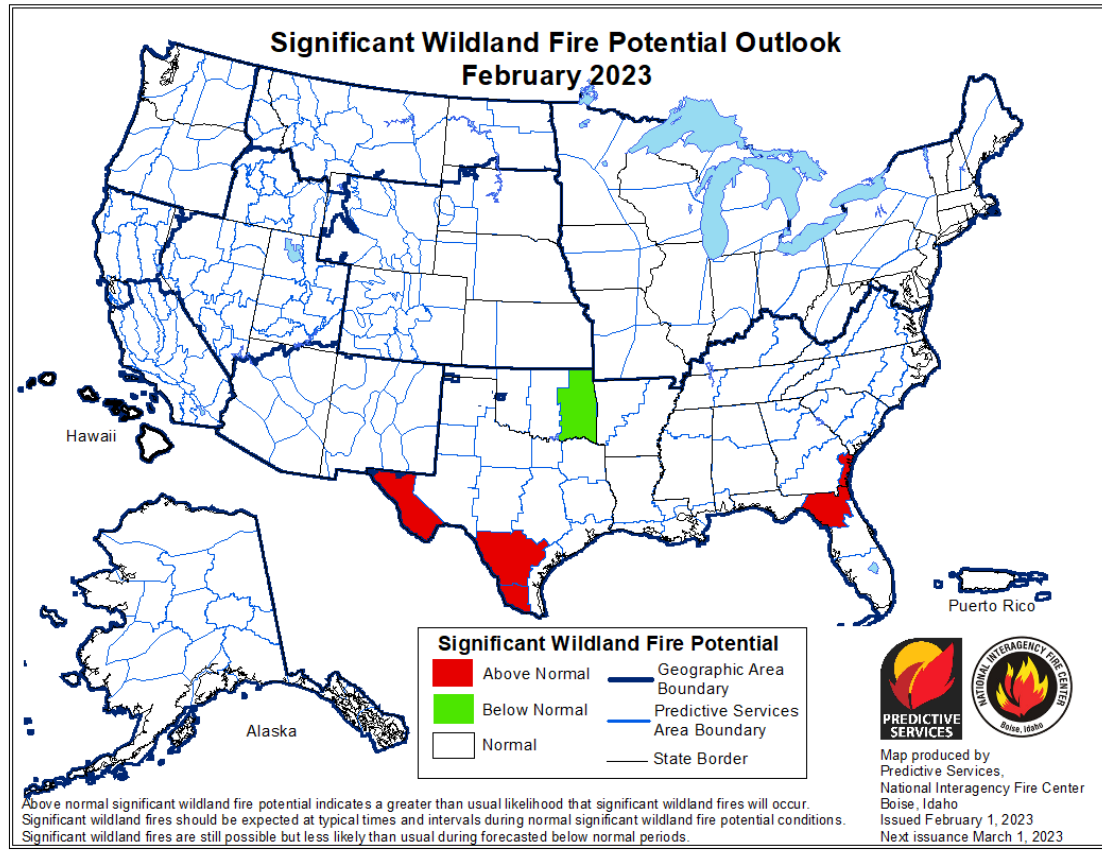 Significant Wildland Fire Potential Outlook
February 2023
Hawaii
Alaska
Puerto Rico
Significant Wildland Fire Potential
Above Normal
Below Normal
Normal
Geographic Area
Boundary
Predictive Services
Area Boundary
State Border
PREDICTIVE
SERVICES
NATIONAL INTERAGENCY FIRE CENTER
Boise, Idaho
Map produced by
Predictive Services,
National Interagency Fire Center
Boise, Idaho
Issued February 1, 2023
Next issuance March 1, 2023
Above normal significant wildland fire potential indicates a greater than usual likelihood that significant wildland fires will occur.
Significant wildland fires should be expected at typical times and intervals during normal significant wildland fire potential conditions.
Significant wildland fires are still possible but less likely than usual during forecasted below normal periods.